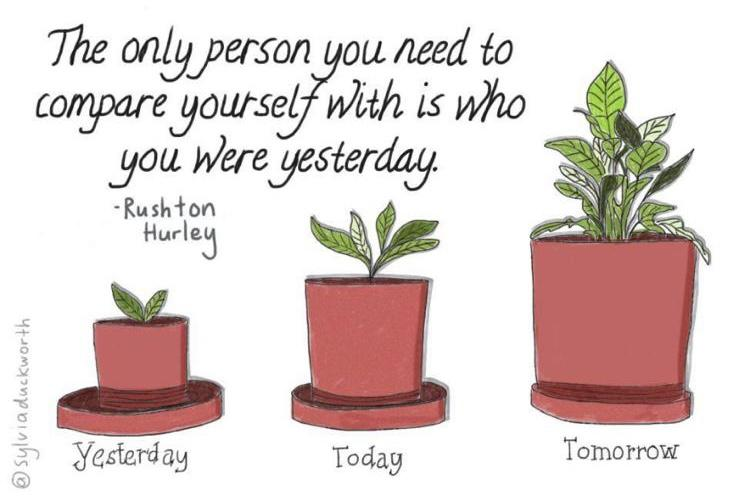 The only person you need to
compare yourself with is who
you were yesterday.
-Rushton
Hurley
Yesterday
Today
Tomorrow
@sylviaduckworth